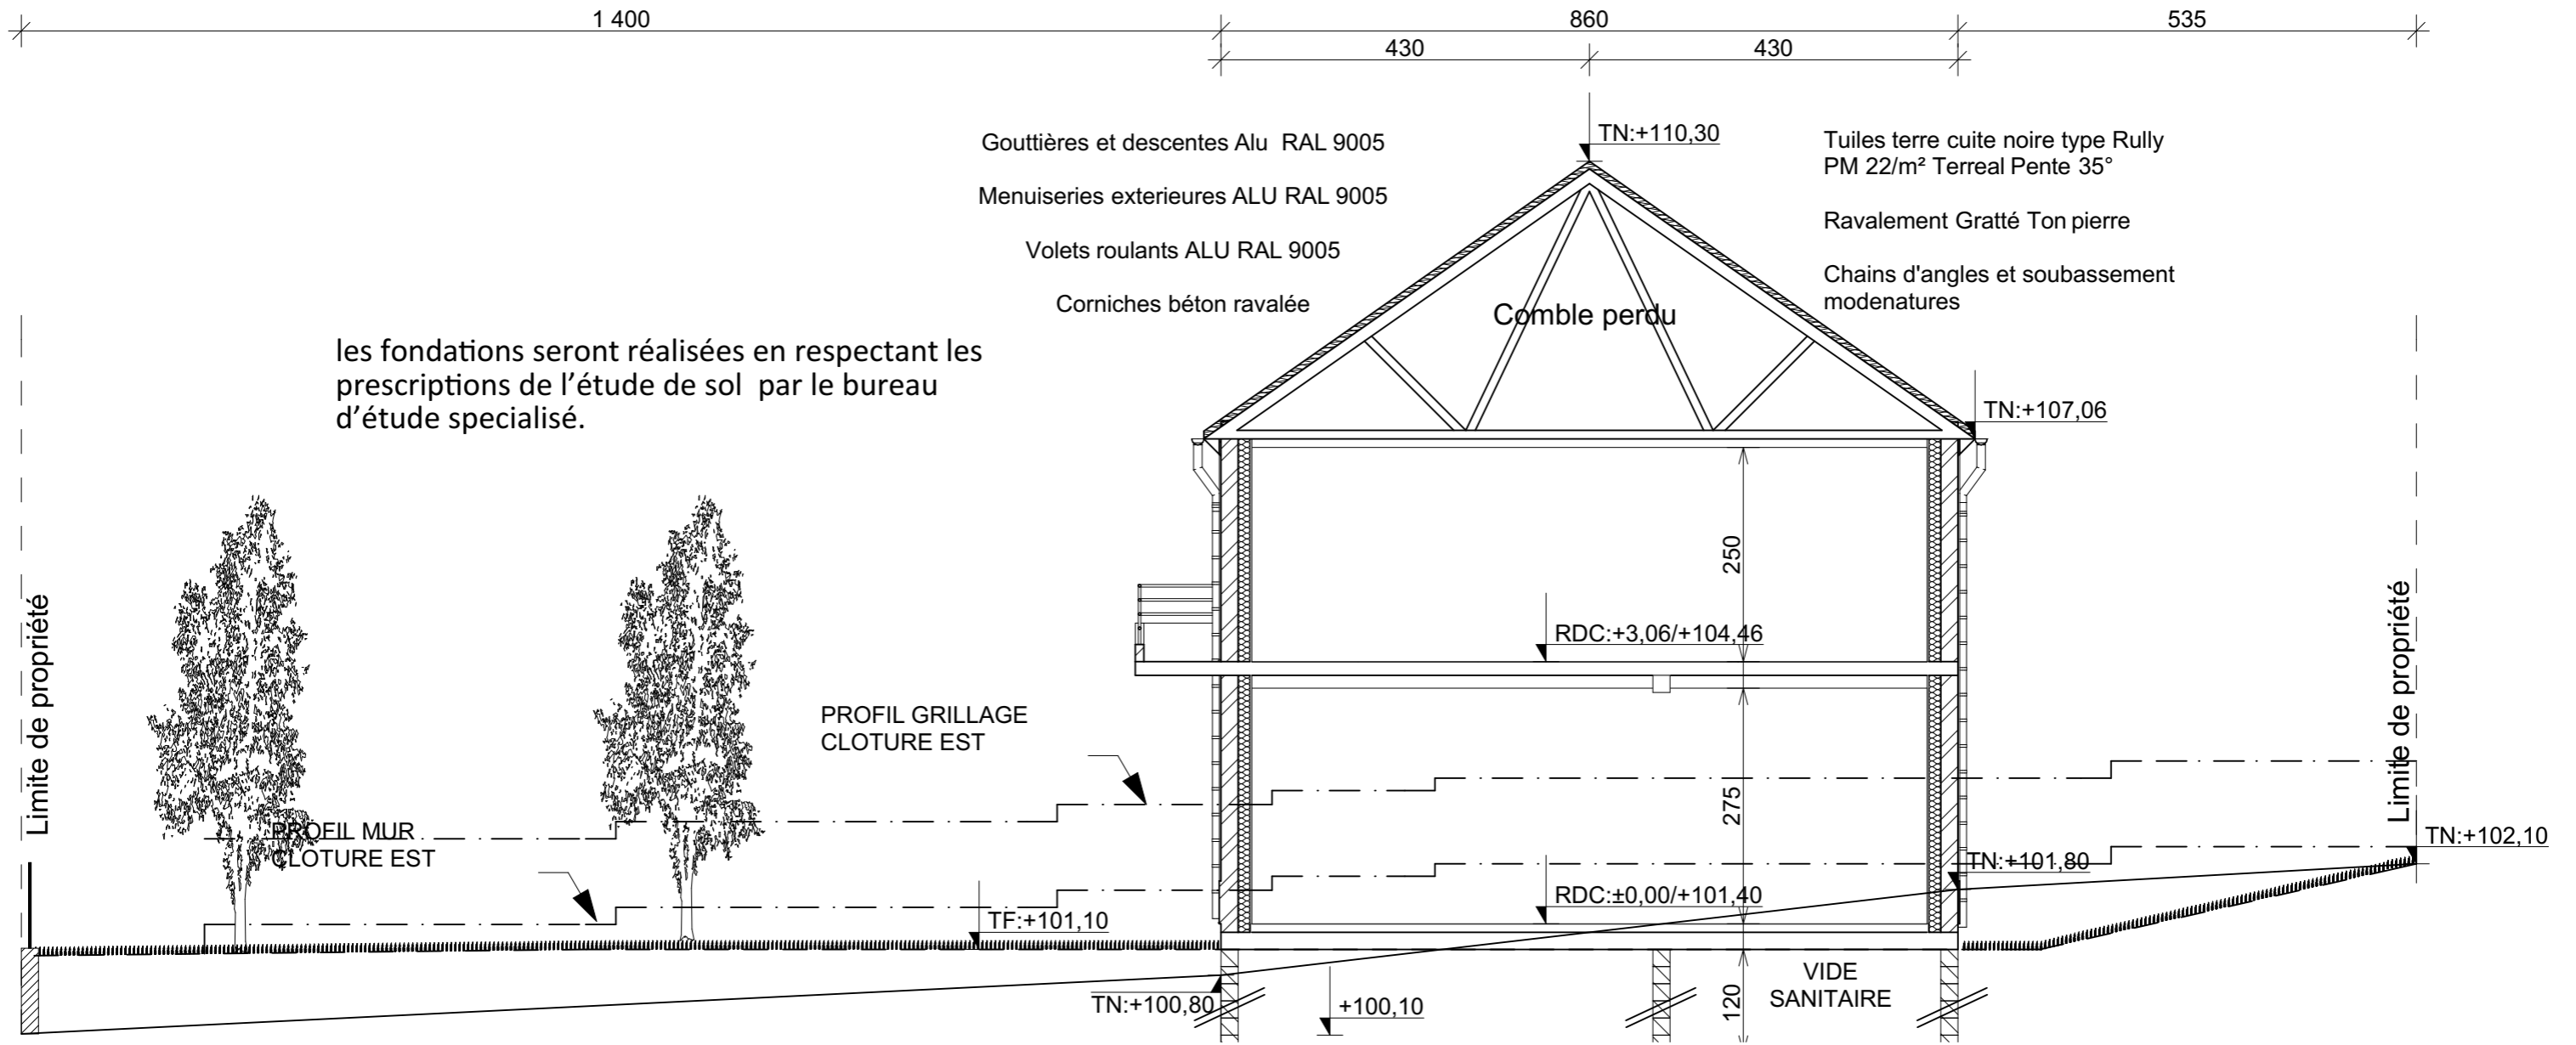 1 400
860
535
430
430
TN:+110,30
Gouttières et descentes Alu RAL 9005
Menuiseries exterieures ALU RAL 9005
Volets roulants ALU RAL 9005
Corniches béton ravalée
Tuiles terre cuite noire type Rully
PM 22/m² Terreal Pente 35°
Ravalement Gratté Ton pierre
Chains d'angles et soubassement
modenatures
Comble perdu
les fondations seront réalisées en respectant les
prescriptions de l’étude de sol par le bureau
d’étude specialisé.
TN:+107,06
250
RDC:+3,06/+104,46
Limite de propriété
Limite de propriété
PROFIL GRILLAGE
CLOTURE EST
275
PROFIL MUR
CLOTURE EST
TN:+102,10
TN:+101,80
RDC:±0,00/+101,40
TF:+101,10
VIDE
SANITAIRE
TN:+100,80
+100,10
120